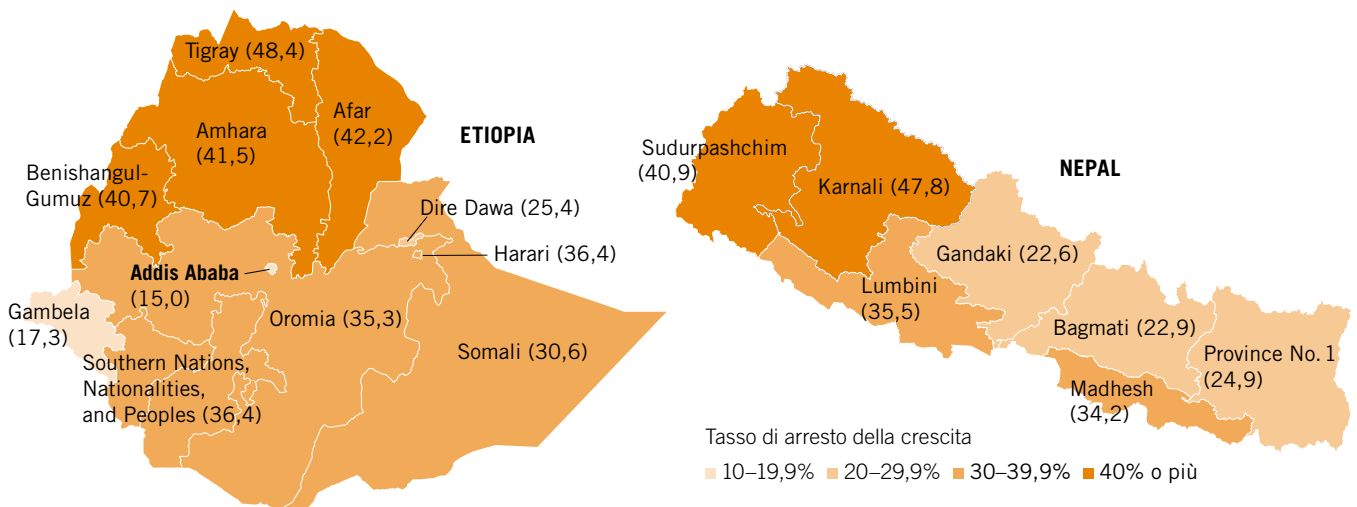 Tigray (48,4)
Afar
(42,2)
Amhara
(41,5)
ETIOPIA
Benishangul-
Gumuz (40,7)
Dire Dawa (25,4)
Harari (36,4)
Addis Ababa
(15,0)
Gambela
(17,3)
Oromia (35,3)
Somali (30,6)
Southern Nations,
Nationalities,
and Peoples (36,4)
Sudurpashchim
(40,9)
Karnali (47,8)
NEPAL
Gandaki (22,6)
Lumbini
(35,5)
Bagmati (22,9)
Province No. 1
(24,9)
Madhesh
(34,2)
Tasso di arresto della crescita
10–19,9% 20–29,9% 30–39,9% 40% o più